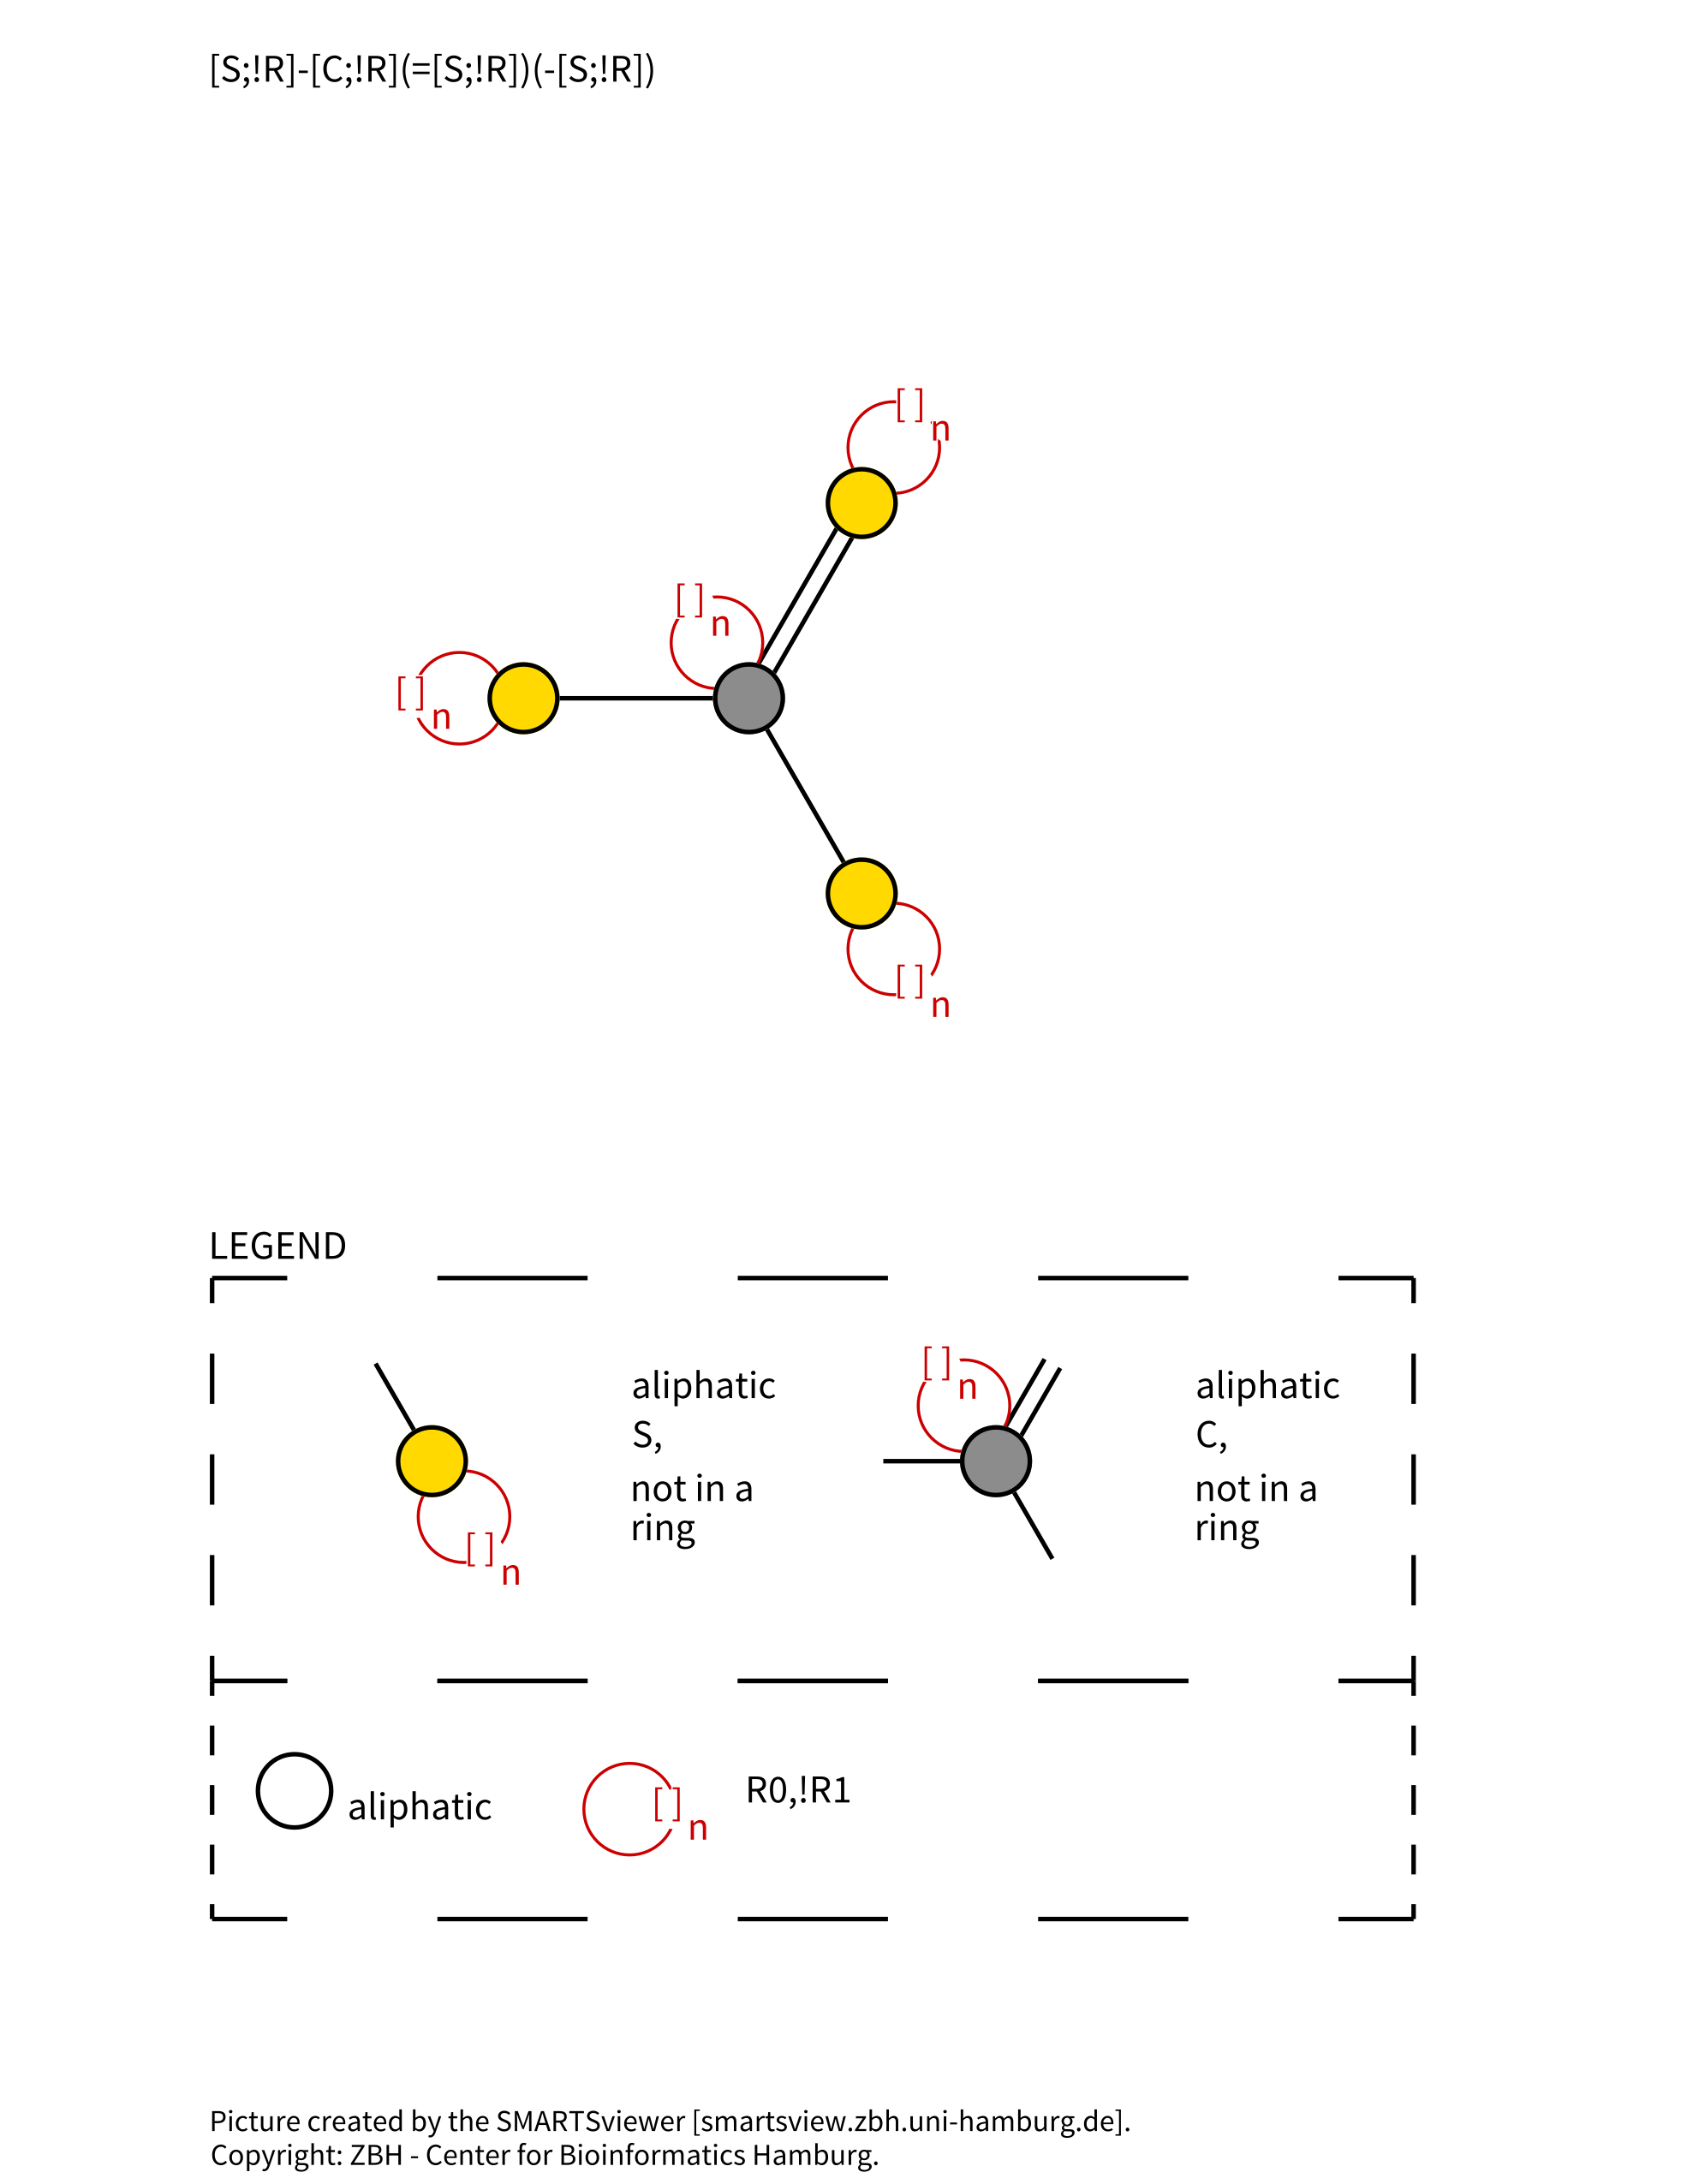 [S;!R]-[C;!R](=[S;!R])(-[S;!R])
[ ]n
[ ]n
[ ]n
[ ]n
LEGEND
[ ]n
aliphatic
S,
not in a
ring
[ ]n
aliphatic
C,
not in a
ring
aliphatic
[ ]n
R0,!R1
Picture created by the SMARTSviewer [smartsview.zbh.uni-hamburg.de].
Copyright: ZBH - Center for Bioinformatics Hamburg.